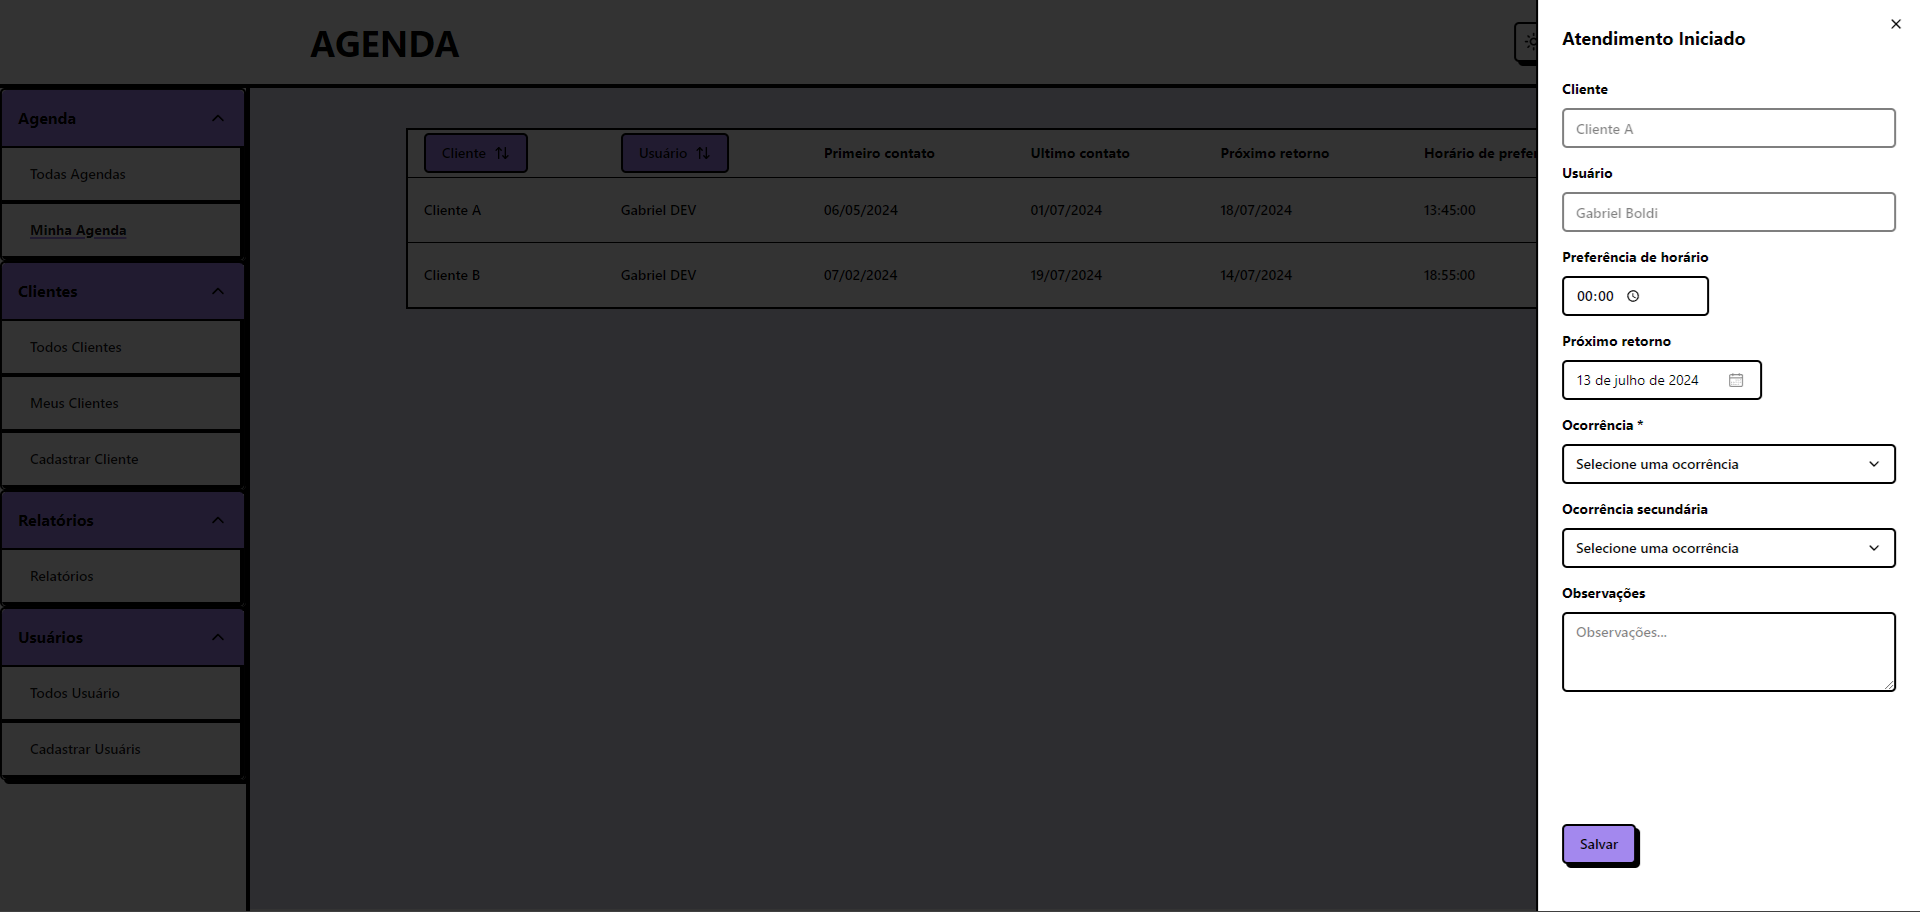 AGENDA
Agenda
Todas Agendas
Minha Agenda
Clientes
Todos Clientes
Meus Clientes
Cadastrar Cliente
Relatórios
Relatórios
Usuários
Todos Usuário
Cadastrar Usuáris
Cliente Usuário Primeiro contato Ultimo contato Próximo retorno Horário de prefer
Cliente A Gabriel DEV 06/05/2024 01/07/2024 18/07/2024 13:45:00
Cliente B Gabriel DEV 07/02/2024 19/07/2024 14/07/2024 18:55:00
Atendimento Iniciado
Cliente
Cliente A
Usuário
Gabriel Boldi
Preferência de horário
00:00
Próximo retorno
13 de julho de 2024
Ocorrência *
Selecione uma ocorrência
Ocorrência secundária
Selecione uma ocorrência
Observações
Observações...
Salvar